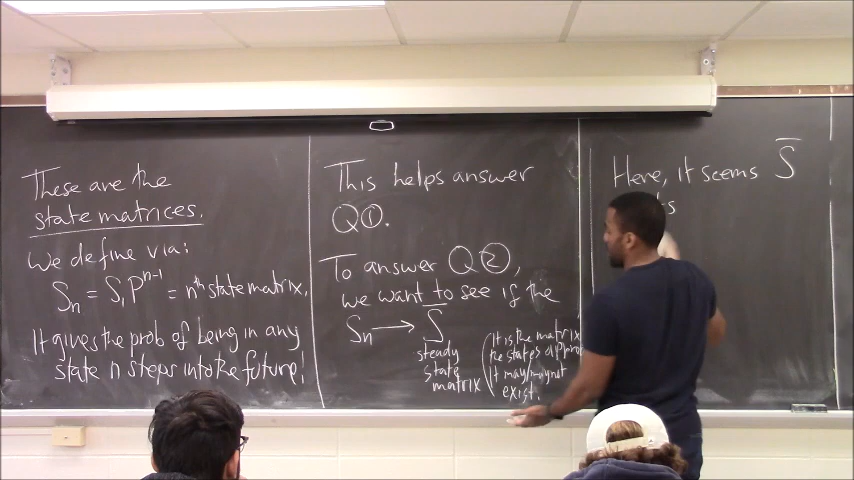 These are the
state matrices.
We define via:
Sₙ = S₁Pⁿ⁻¹ = nᵗʰ state matrix.
It gives the prob of being in any
state n steps into the future!
This helps answer
Q①.
To answer Q②,
we want to see if the
Sₙ → S̅
steady
state
matrix
(It is the matrix
the states
it may/may not
exist.
Here, it seems S̅